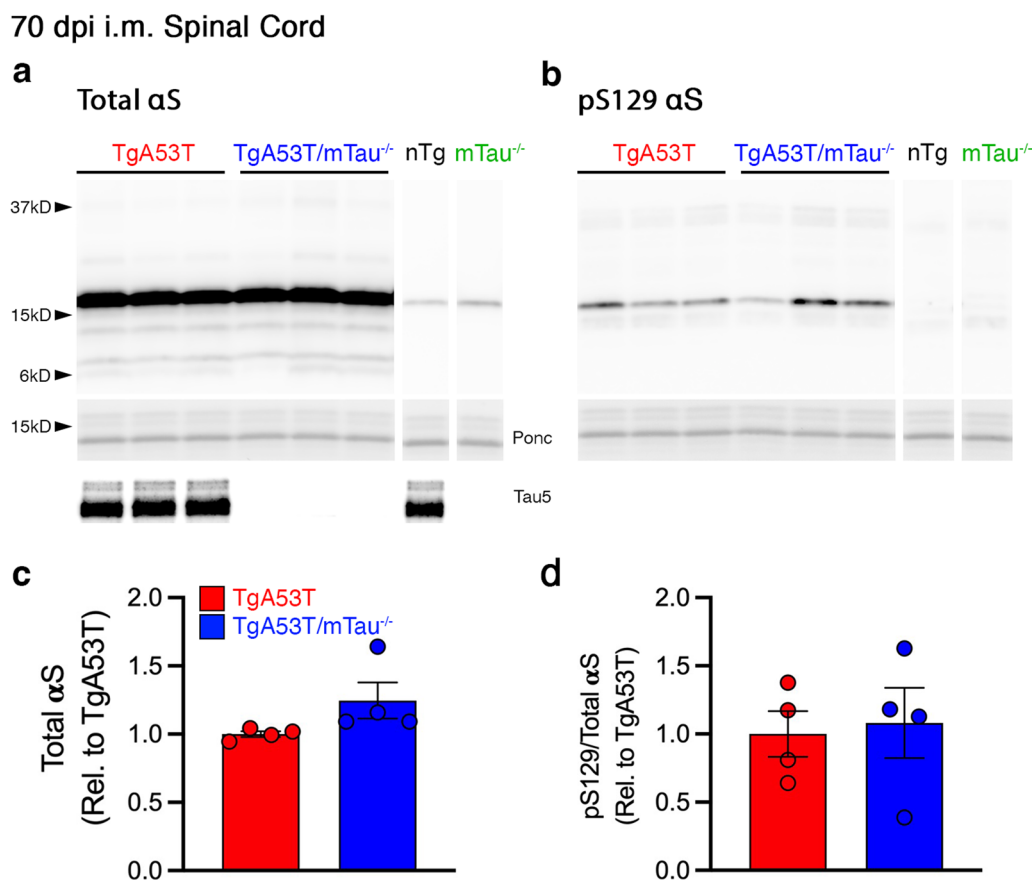 70 dpi i.m. Spinal Cord
a
Total αS
TgA53T TgA53T/mTau-/- nTg mTau-/-
37kD
15kD
6kD
15kD
Ponc
Tau5
b
pS129 αS
TgA53T TgA53T/mTau-/- nTg mTau-/-
c
TgA53T
TgA53T/mTau-/-
Total αS
(Rel. to TgA53T)
2.0
1.5
1.0
0.5
0.0
d
pS129/Total αS
(Rel. to TgA53T)
2.0
1.5
1.0
0.5
0.0